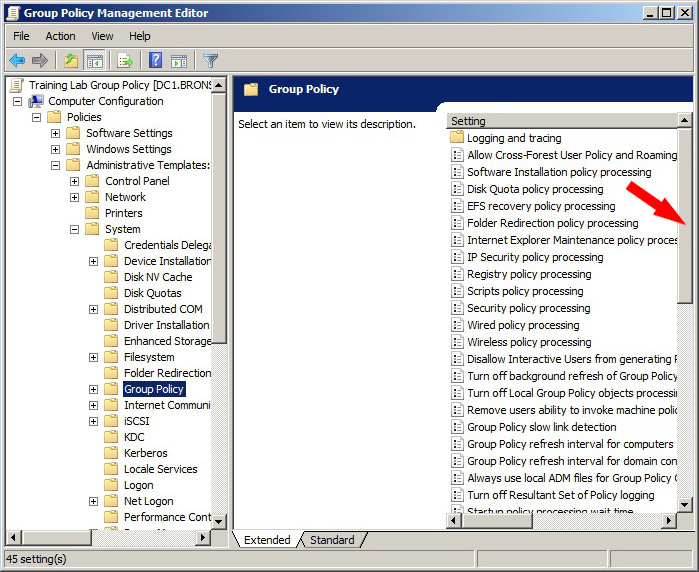 Group Policy Management Editor
File Action View Help
Training Lab Group Policy [DC1.BRONS
Computer Configuration
Policies
Software Settings
Windows Settings
Administrative Templates:
Control Panel
Network
Printers
System
Credentials Delega
Device Installation
Disk NV Cache
Disk Quotas
Distributed COM
Driver Installation
Enhanced Storage
Filesystem
Folder Redirection
Group Policy
Internet Communi
iSCSI
KDC
Kerberos
Locale Services
Logon
Net Logon
Performance Cont
Group Policy
Select an item to view its description.
Setting
Logging and tracing
Allow Cross-Forest User Policy and Roaming
Software Installation policy processing
Disk Quota policy processing
EFS recovery policy processing
Folder Redirection policy processing
Internet Explorer Maintenance policy proces
IP Security policy processing
Registry policy processing
Scripts policy processing
Security policy processing
Wired policy processing
Wireless policy processing
Disallow Interactive Users from generating R
Turn off background refresh of Group Policy
Turn off Local Group Policy objects processin
Remove users ability to invoke machine polic
Group Policy slow link detection
Group Policy refresh interval for computers
Group Policy refresh interval for domain con
Always use local ADM files for Group Policy O
Turn off Resultant Set of Policy logging
Startup policy processing wait time
Extended Standard
45 setting(s)